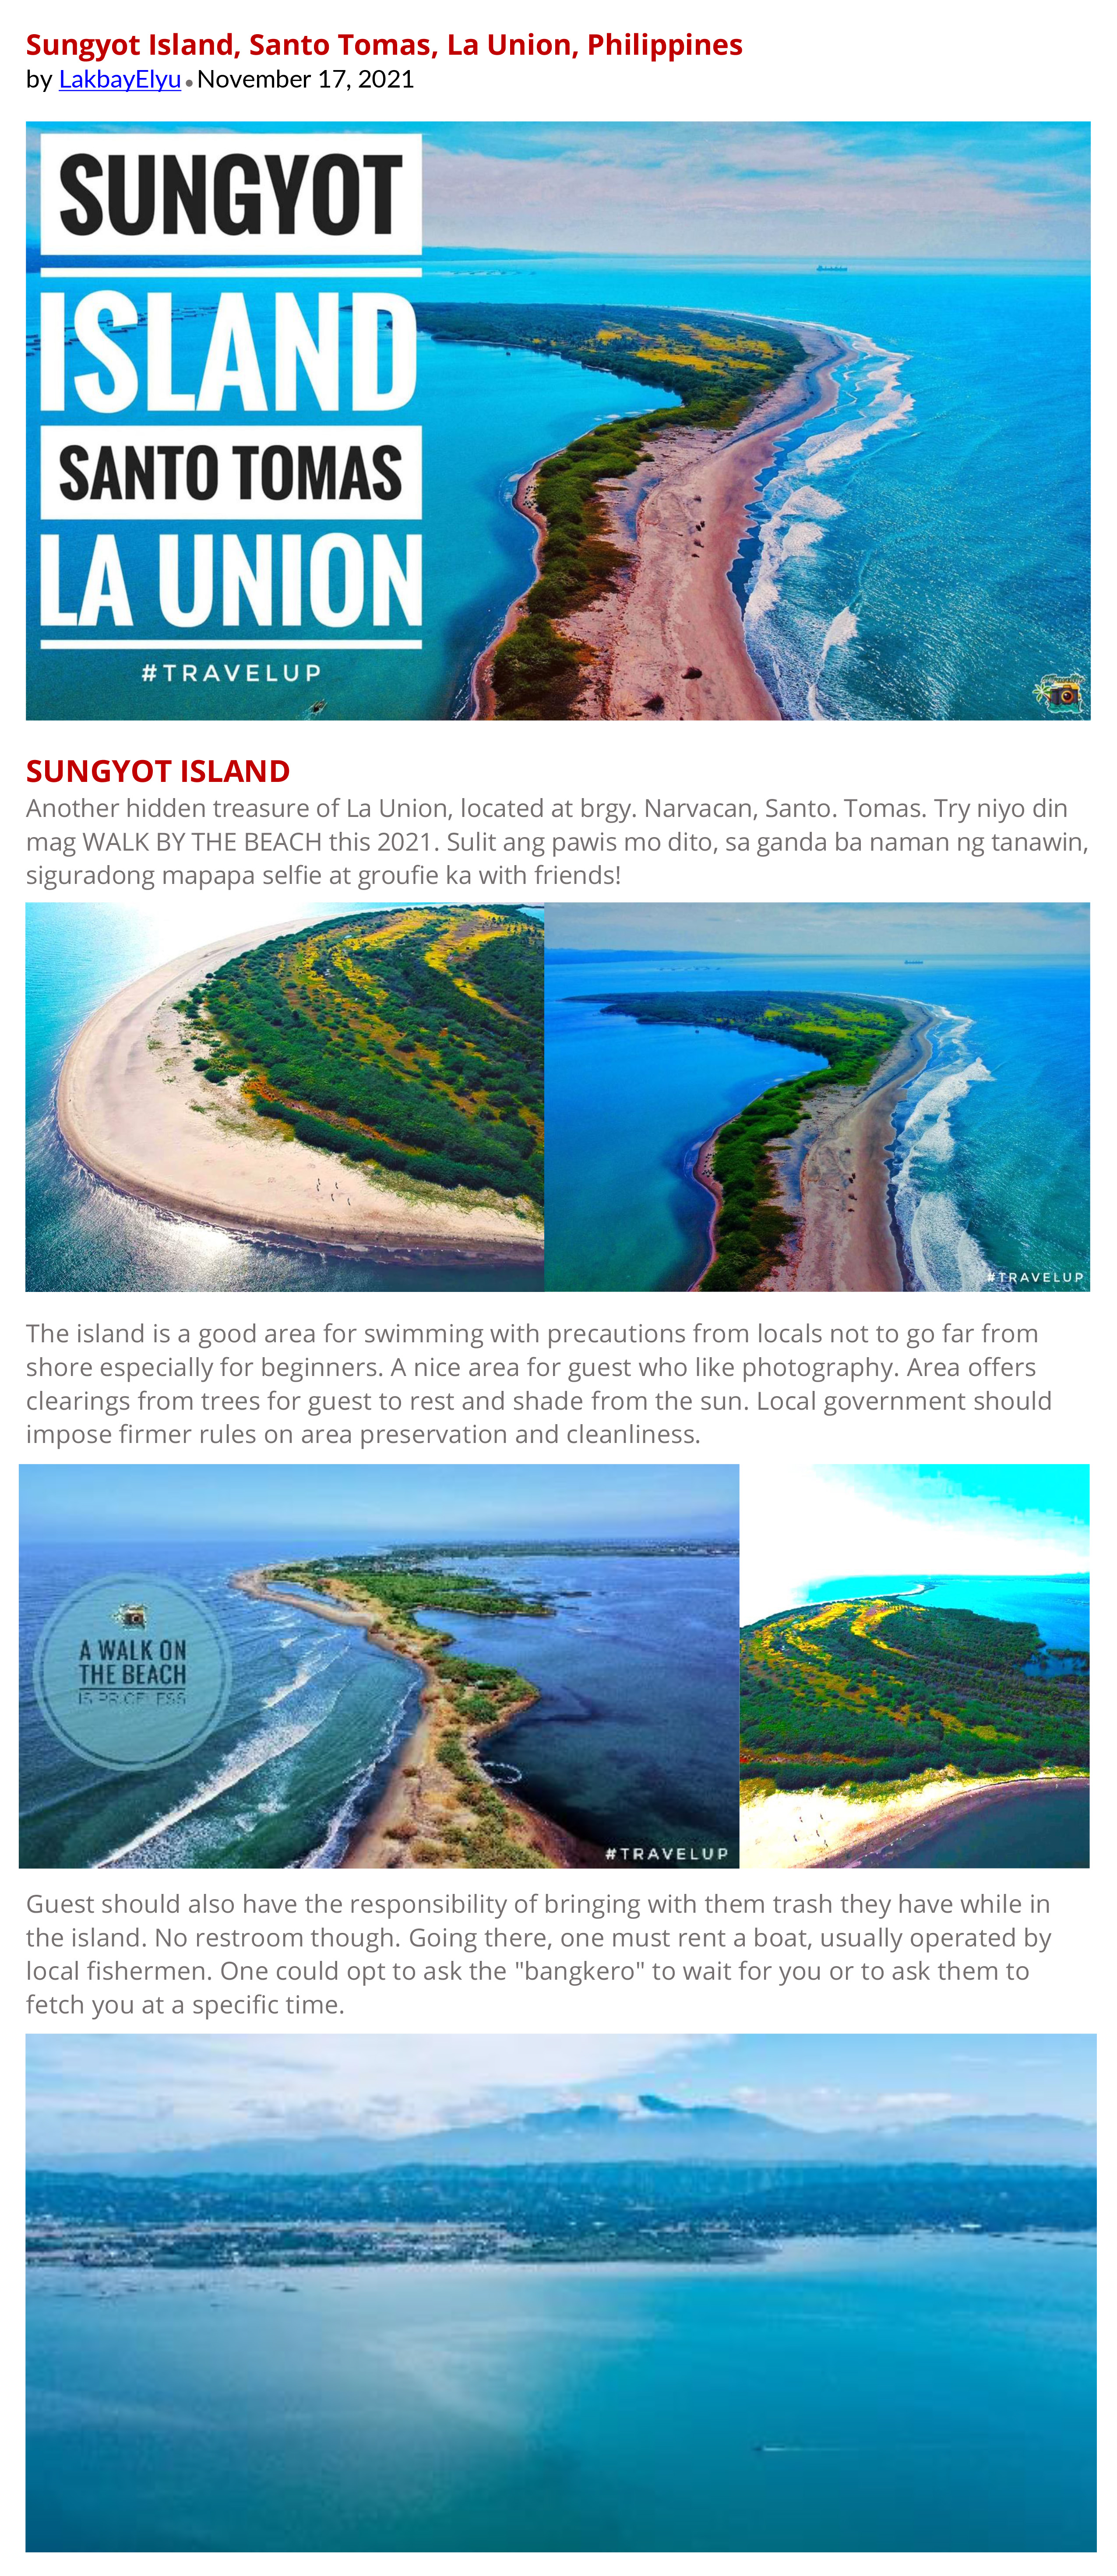 Sungyot Island, Santo Tomas, La Union, Philippines
by LakbayElyu • November 17, 2021
SUNGYOT
ISLAND
SANTO TOMAS
LA UNION
#TRAVELUP
SUNGYOT ISLAND
Another hidden treasure of La Union, located at brgy. Narvacan, Santo. Tomas. Try niyo din
mag WALK BY THE BEACH this 2021. Sulit ang pawis mo dito, sa ganda ba naman ng tanawin,
siguradong mapapa selfie at groufie ka with friends!
#TRAVELUP
The island is a good area for swimming with precautions from locals not to go far from
shore especially for beginners. A nice area for guest who like photography. Area offers
clearings from trees for guest to rest and shade from the sun. Local government should
impose firmer rules on area preservation and cleanliness.
A WALK ON
THE BEACH
IS PRICELESS
#TRAVELUP
Guest should also have the responsibility of bringing with them trash they have while in
the island. No restroom though. Going there, one must rent a boat, usually operated by
local fishermen. One could opt to ask the "bangkero" to wait for you or to ask them to
fetch you at a specific time.